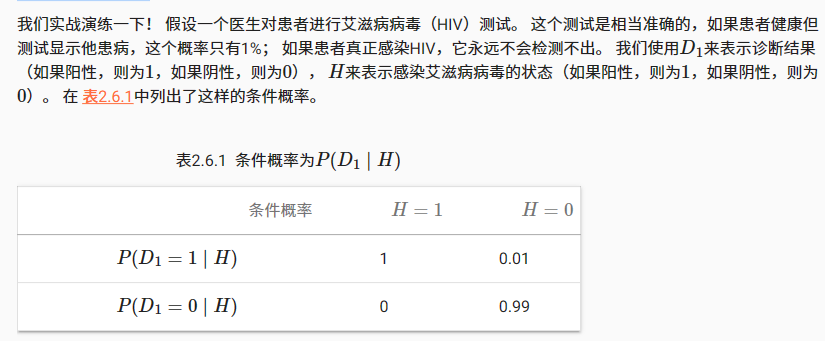 我们实战演练一下！ 假设一个医生对患者进行艾滋病病毒（HIV）测试。 这个测试是相当准确的，如果患者健康但
测试显示他患病，这个概率只有1%； 如果患者真正感染HIV，它永远不会检测不出。 我们使用D₁来表示诊断结果
（如果阳性，则为1，如果阴性，则为0）， H来表示感染艾滋病病毒的状态（如果阳性，则为1，如果阴性，则为
0）。 在 表2.6.1中列出了这样的条件概率。
表2.6.1 条件概率为P(D₁ | H)
条件概率 H = 1 H = 0
P(D₁ = 1 | H) 1 0.01
P(D₁ = 0 | H) 0 0.99